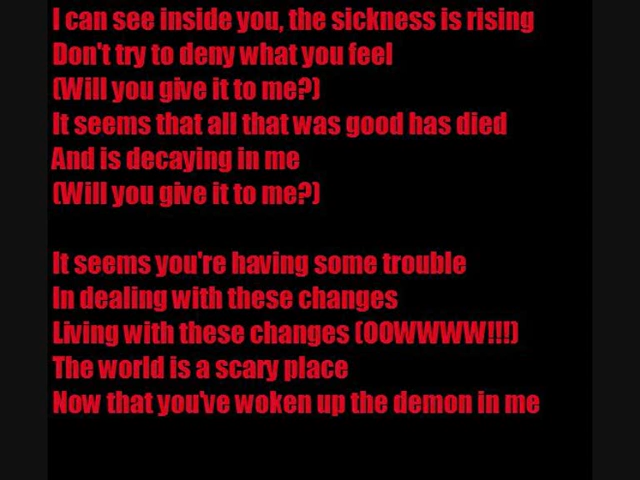 I can see inside you, the sickness is rising
Don't try to deny what you feel
(Will you give it to me?)
It seems that all that was good has died
And is decaying in me
(Will you give it to me?)
It seems you're having some trouble
In dealing with these changes
Living with these changes (OOWWWW!!!)
The world is a scary place
Now that you've woken up the demon in me